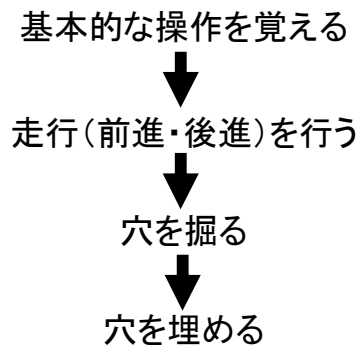 基本的な操作を覚える
走行(前進・後進)を行う
穴を掘る
穴を埋める